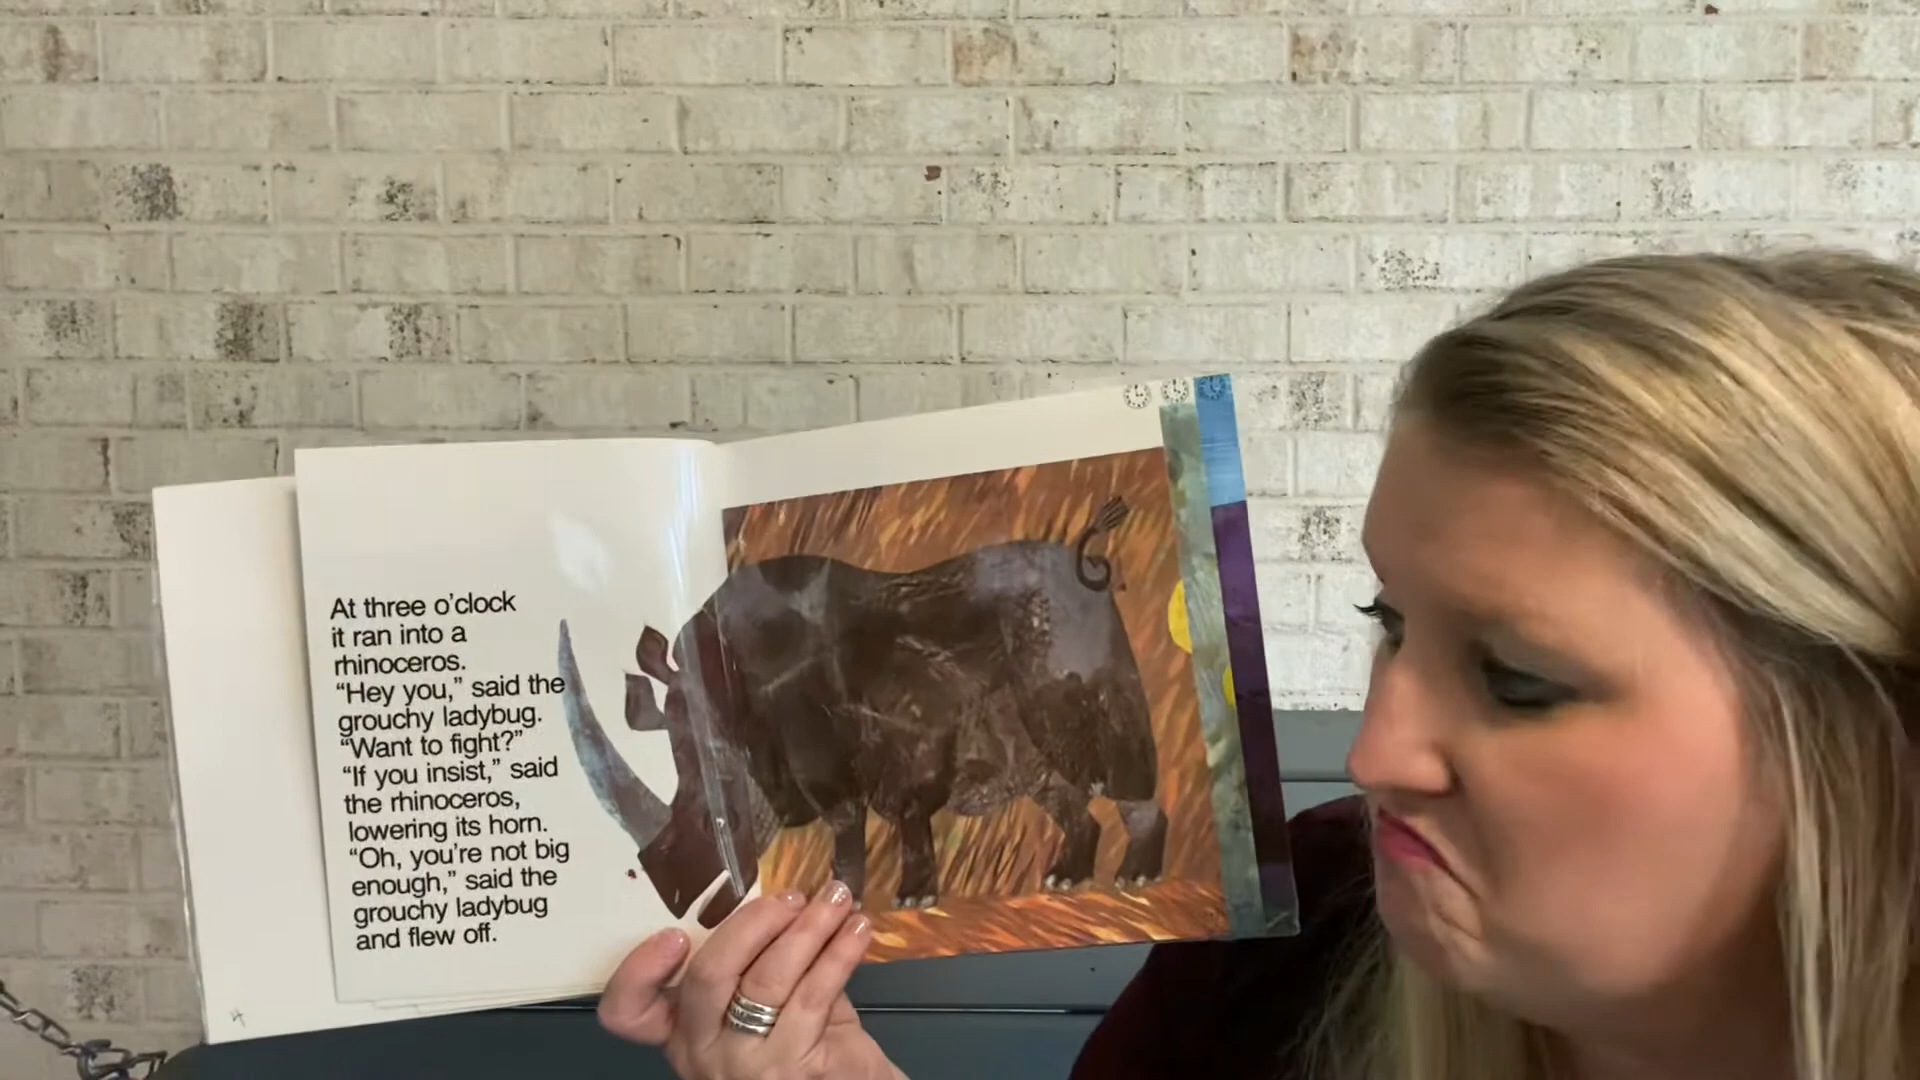 At three o'clock
it ran into a
rhinoceros.
“Hey you,” said the
grouchy ladybug.
“Want to fight?”
“If you insist,” said
the rhinoceros,
lowering its horn.
“Oh, you're not big
enough,” said the
grouchy ladybug
and flew off.